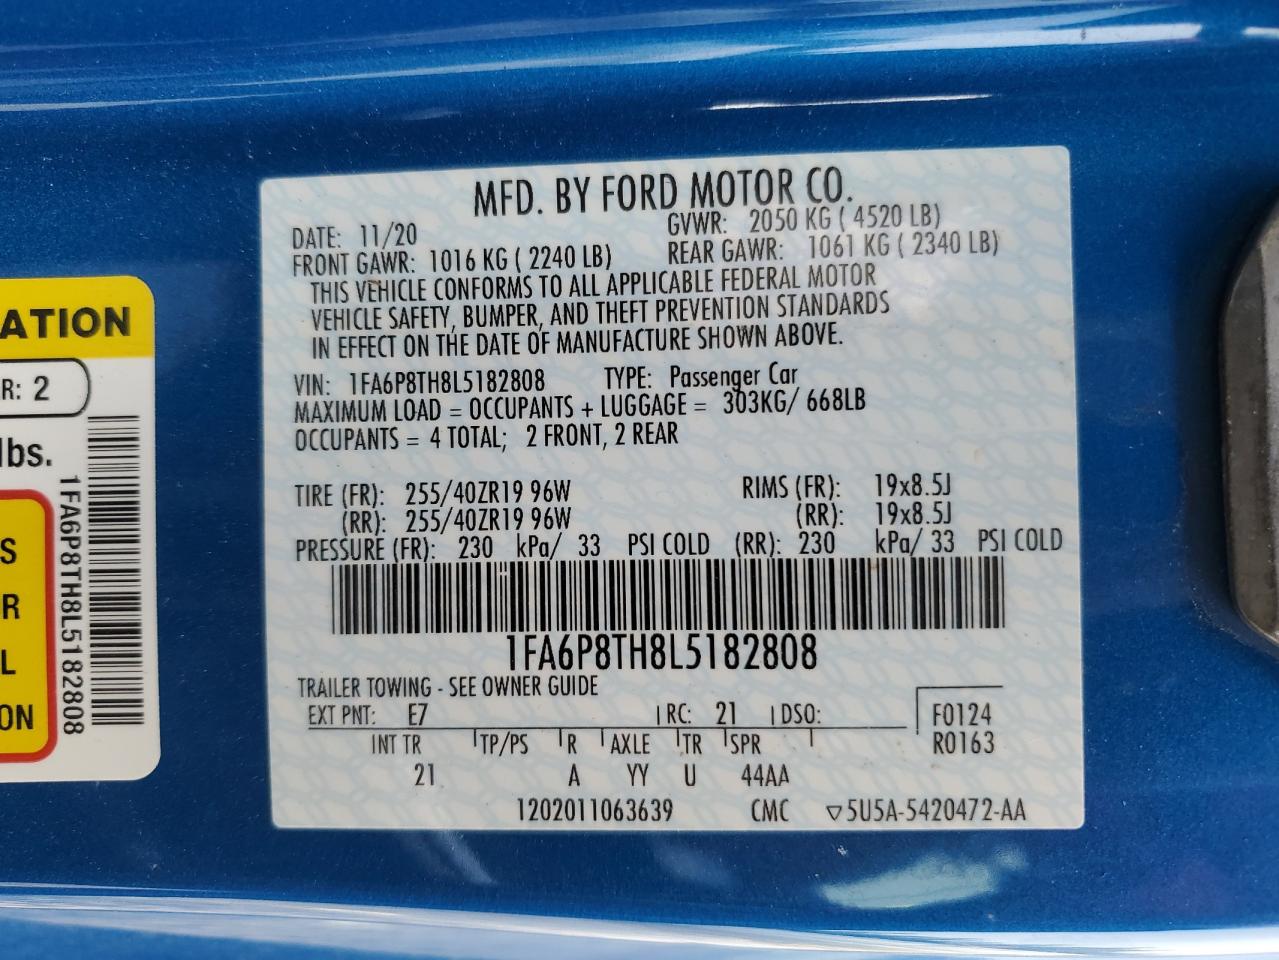 MFD. BY FORD MOTOR CO.
DATE: 11/20 GVWR: 2050 KG ( 4520 LB)
FRONT GAWR: 1016 KG ( 2240 LB) REAR GAWR: 1061 KG ( 2340 LB)
THIS VEHICLE CONFORMS TO ALL APPLICABLE FEDERAL MOTOR
VEHICLE SAFETY, BUMPER, AND THEFT PREVENTION STANDARDS
IN EFFECT ON THE DATE OF MANUFACTURE SHOWN ABOVE.
VIN: 1FA6P8TH8L5182808 TYPE: Passenger Car
MAXIMUM LOAD = OCCUPANTS + LUGGAGE = 303KG/ 668LB
OCCUPANTS = 4 TOTAL; 2 FRONT, 2 REAR
TIRE (FR): 255/40ZR19 96W RIMS (FR): 19x8.5J
(RR): 255/40ZR19 96W (RR): 19x8.5J
PRESSURE (FR): 230 kPa/ 33 PSI COLD (RR): 230 kPa/ 33 PSI COLD
1FA6P8TH8L5182808
TRAILER TOWING - SEE OWNER GUIDE
EXT PNT: E7 RC: 21 DSO: F0124
INT TR TP/PS R AXLE TR SPR R0163
21 A YY U 44AA
1202011063639 CMC ▽5U5A-5420472-AA
ATION
R: 2
lbs.
1FA6P8TH8L5182808
S
R
L
ON